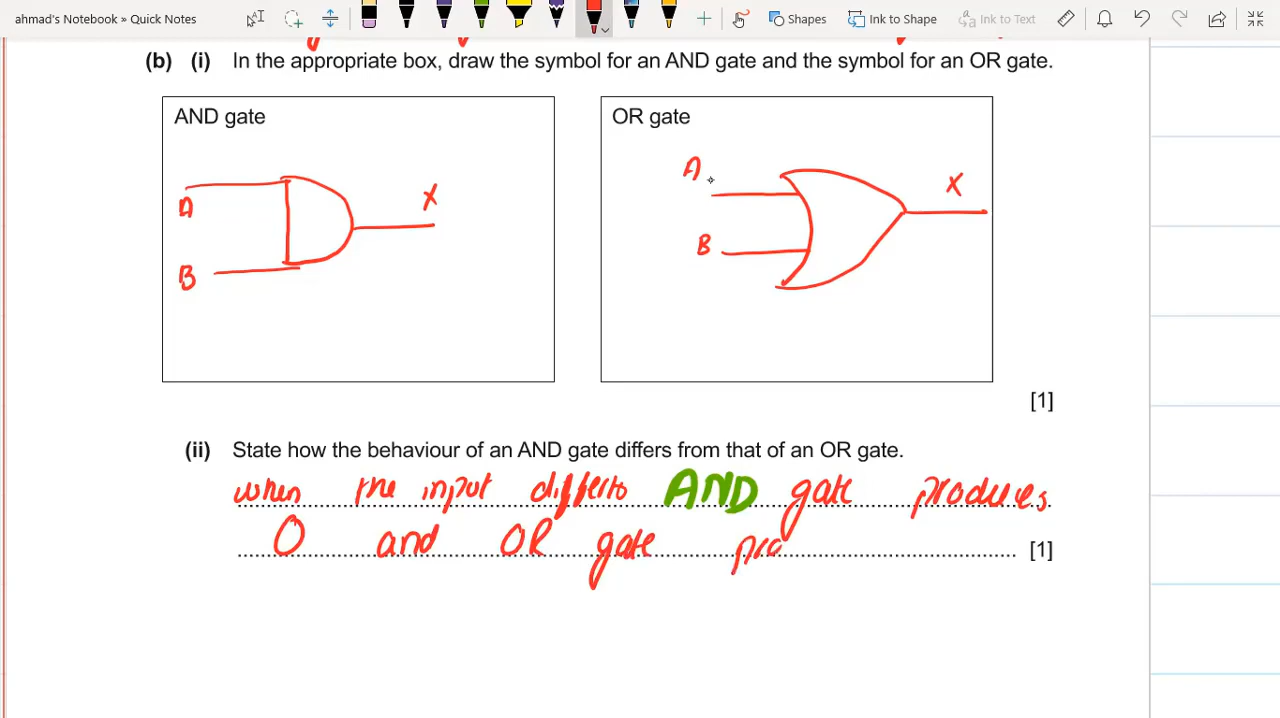 ahmad's Notebook » Quick Notes
Shapes
Ink to Shape
Ink to Text
(b) (i) In the appropriate box, draw the symbol for an AND gate and the symbol for an OR gate.
AND gate
A
B
X
OR gate
A
B
X
[1]
(ii) State how the behaviour of an AND gate differs from that of an OR gate.
when the input AND gate produces
0 and OR gate pro
[1]